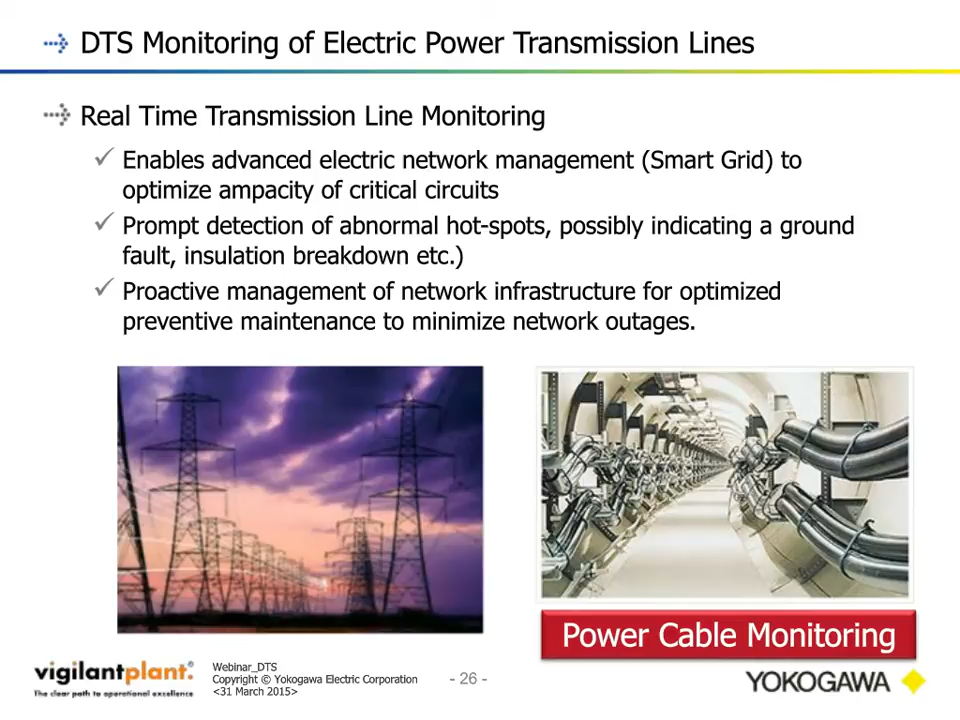 DTS Monitoring of Electric Power Transmission Lines
Real Time Transmission Line Monitoring
Enables advanced electric network management (Smart Grid) to
optimize ampacity of critical circuits
Prompt detection of abnormal hot-spots, possibly indicating a ground
fault, insulation breakdown etc.)
Proactive management of network infrastructure for optimized
preventive maintenance to minimize network outages.
Power Cable Monitoring
vigilantplant.®
The clear path to operational excellence
Webinar_DTS
Copyright © Yokogawa Electric Corporation
<31 March 2015>
- 26 -
YOKOGAWA